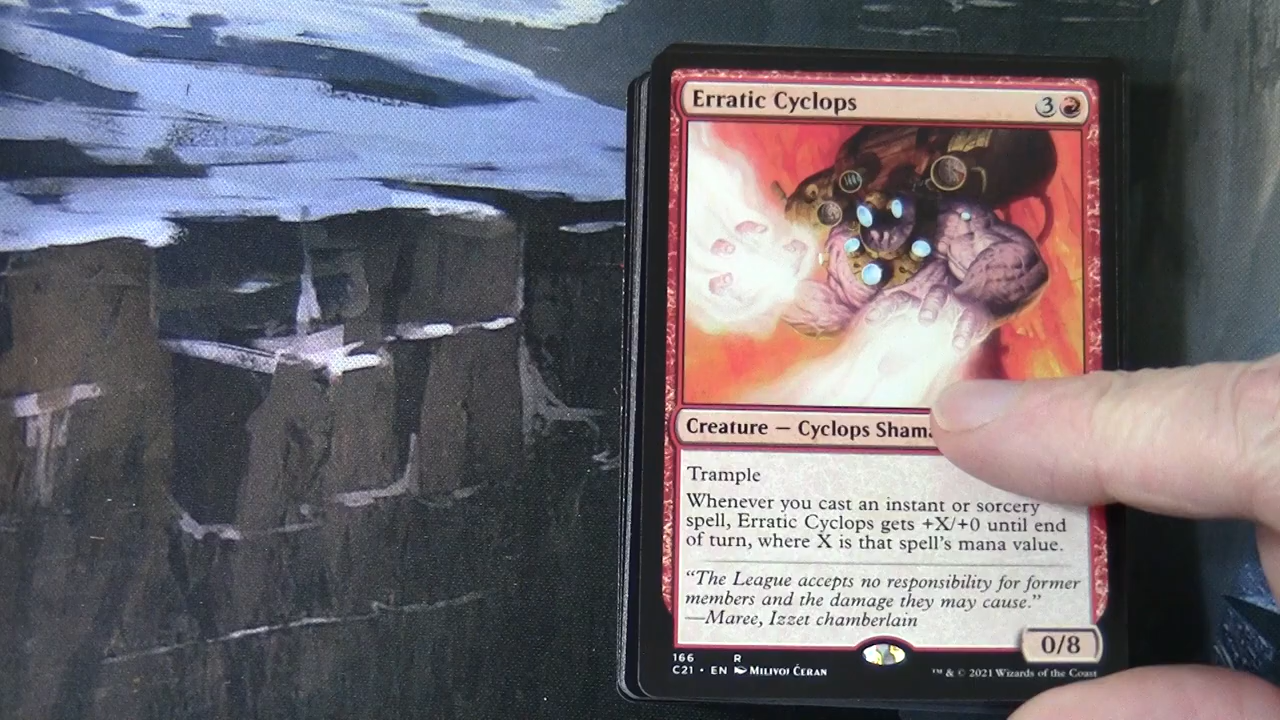 Erratic Cyclops 3
Creature — Cyclops Shama
Trample
Whenever you cast an instant or sorcery
spell, Erratic Cyclops gets +X/+0 until end
of turn, where X is that spell's mana value.
“The League accepts no responsibility for former
members and the damage they may cause.”
—Maree, Izzet chamberlain
0/8
166 R
C21 • EN MILIVOJ ĆERAN
™ & © 2021 Wizards of the Coast